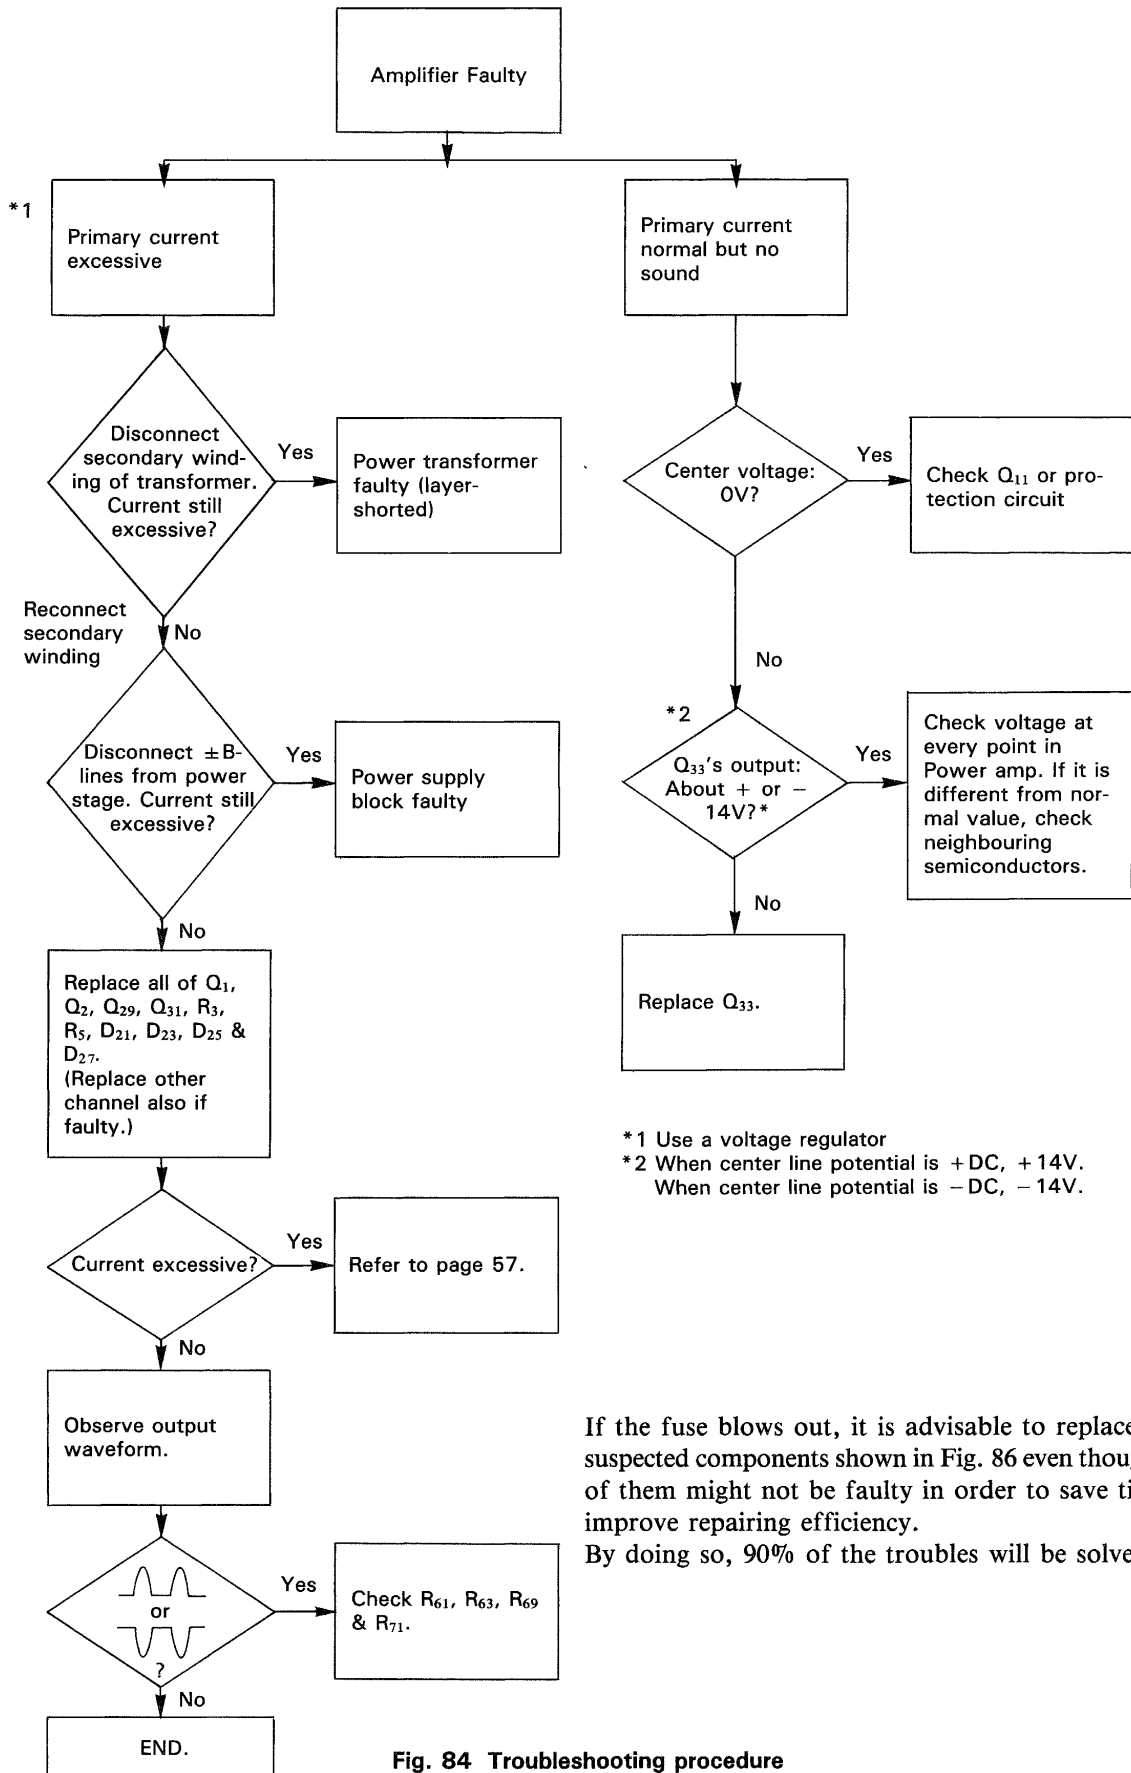 Amplifier Faulty
*1
Primary current
excessive
Disconnect
secondary wind-
ing of transformer.
Current still
excessive?
Yes
Power transformer
faulty (layer-
shorted)
Reconnect
secondary
winding
No
Disconnect ±B-
lines from power
stage. Current still
excessive?
Yes
Power supply
block faulty
No
Replace all of Q₁,
Q₂, Q₂₉, Q₃₁, R₃,
R₅, D₂₁, D₂₃, D₂₅ &
D₂₇.
(Replace other
channel also if
faulty.)
Current excessive?
Yes
Refer to page 57.
No
Observe output
waveform.
or
?
Yes
Check R₆₁, R₆₃, R₆₉
& R₇₁.
No
END.
Primary current
normal but no
sound
Center voltage:
0V?
Yes
Check Q₁₁ or pro-
tection circuit
No
*2
Q₃₃'s output:
About + or −
14V?*
Yes
Check voltage at
every point in
Power amp. If it is
different from nor-
mal value, check
neighbouring
semiconductors.
No
Replace Q₃₃.
*1 Use a voltage regulator
*2 When center line potential is +DC, +14V.
When center line potential is −DC, −14V.
If the fuse blows out, it is advisable to replace
suspected components shown in Fig. 86 even thou
of them might not be faulty in order to save ti
improve repairing efficiency.
By doing so, 90% of the troubles will be solve
Fig. 84 Troubleshooting procedure